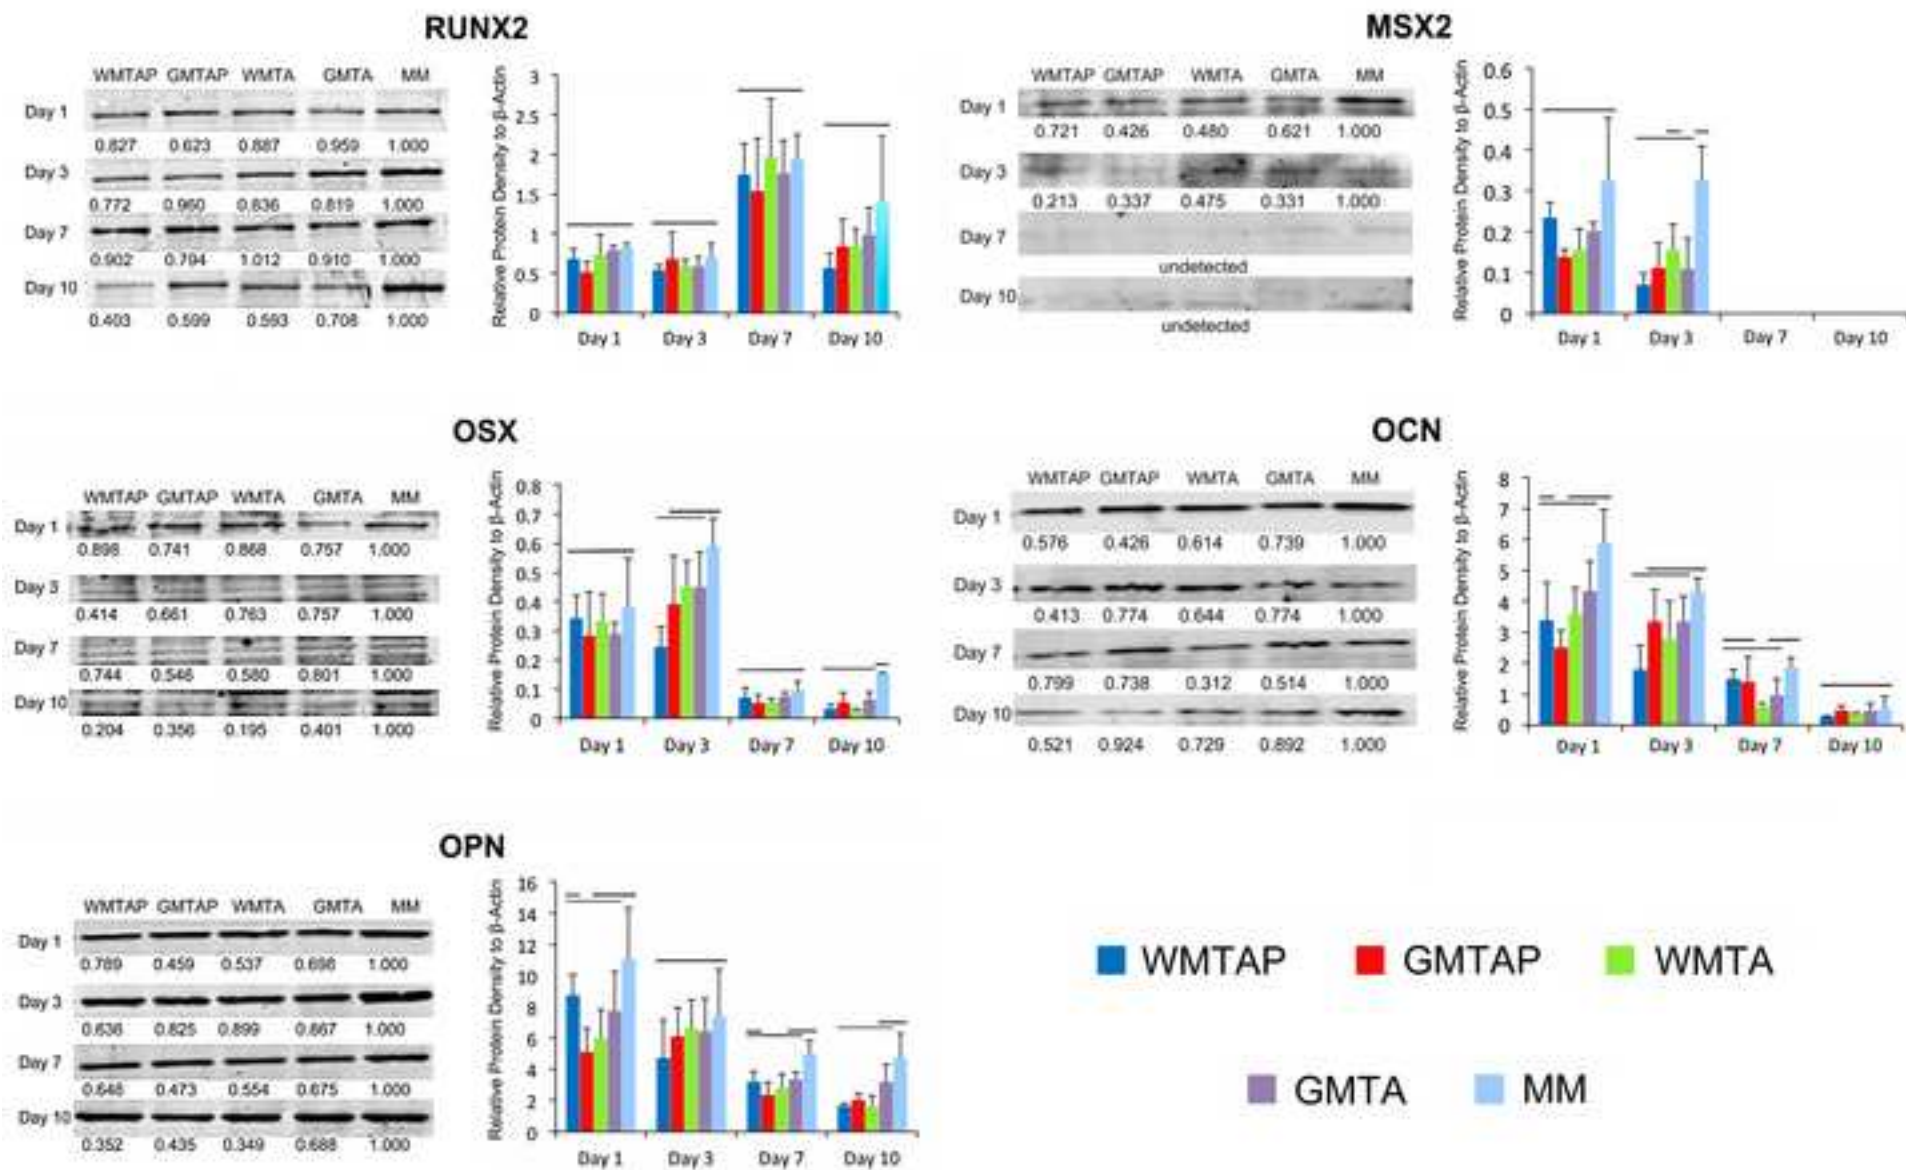 RUNX2
WMTAP GMTAP WMTA GMTA MM
Day 1
0.827 0.623 0.887 0.959 1.000
Day 3
0.772 0.960 0.836 0.819 1.000
Day 7
0.902 0.794 1.012 0.910 1.000
Day 10
0.403 0.599 0.593 0.708 1.000
Relative Protein Density to β-Actin
3
2.5
2
1.5
1
0.5
0
Day 1 Day 3 Day 7 Day 10
MSX2
WMTAP GMTAP WMTA GMTA MM
Day 1
0.721 0.426 0.480 0.621 1.000
Day 3
0.213 0.337 0.475 0.331 1.000
Day 7
undetected
Day 10
undetected
Relative Protein Density to β-Actin
0.6
0.5
0.4
0.3
0.2
0.1
0
Day 1 Day 3 Day 7 Day 10
OSX
WMTAP GMTAP WMTA GMTA MM
Day 1
0.898 0.741 0.868 0.757 1.000
Day 3
0.414 0.661 0.763 0.757 1.000
Day 7
0.744 0.546 0.580 0.801 1.000
Day 10
0.204 0.356 0.195 0.401 1.000
Relative Protein Density to β-Actin
0.8
0.7
0.6
0.5
0.4
0.3
0.2
0.1
0
Day 1 Day 3 Day 7 Day 10
OCN
WMTAP GMTAP WMTA GMTA MM
Day 1
0.576 0.426 0.614 0.739 1.000
Day 3
0.413 0.774 0.644 0.774 1.000
Day 7
0.799 0.738 0.312 0.514 1.000
Day 10
0.521 0.924 0.729 0.892 1.000
Relative Protein Density to β-Actin
8
7
6
5
4
3
2
1
0
Day 1 Day 3 Day 7 Day 10
OPN
WMTAP GMTAP WMTA GMTA MM
Day 1
0.789 0.459 0.537 0.698 1.000
Day 3
0.636 0.825 0.899 0.867 1.000
Day 7
0.648 0.473 0.554 0.675 1.000
Day 10
0.352 0.435 0.349 0.688 1.000
Relative Protein Density to β-Actin
16
14
12
10
8
6
4
2
0
Day 1 Day 3 Day 7 Day 10
WMTAP GMTAP WMTA
GMTA MM